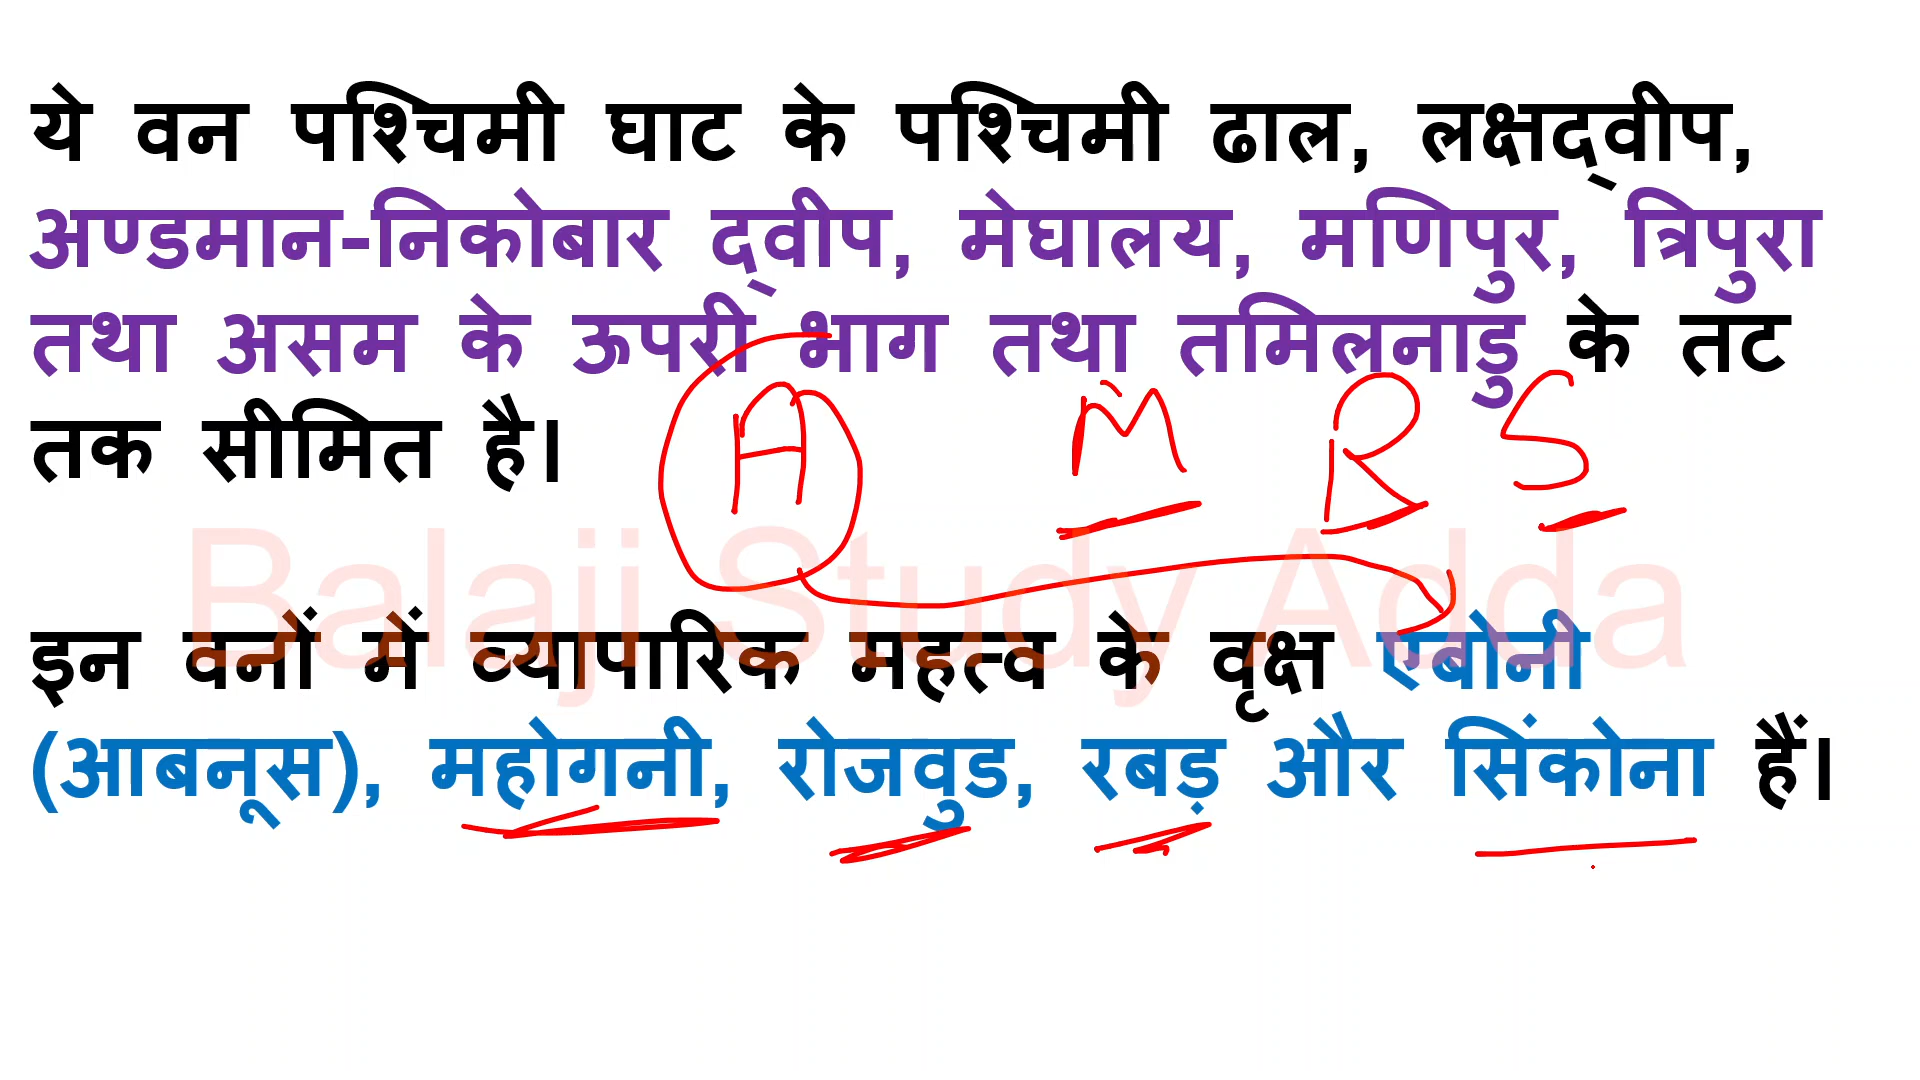 ये वन पश्चिमी घाट के पश्चिमी ढाल, लक्षद्वीप,
अण्डमान-निकोबार द्वीप, मेघालय, मणिपुर, त्रिपुरा
तथा असम के ऊपरी भाग तथा तमिलनाडु के तट
तक सीमित है।
A M R S
Balaji Study Adda
इन वनों में व्यापारिक महत्व के वृक्ष एबोनी
(आबनूस), महोगनी, रोजवुड, रबड़ और सिंकोना हैं।